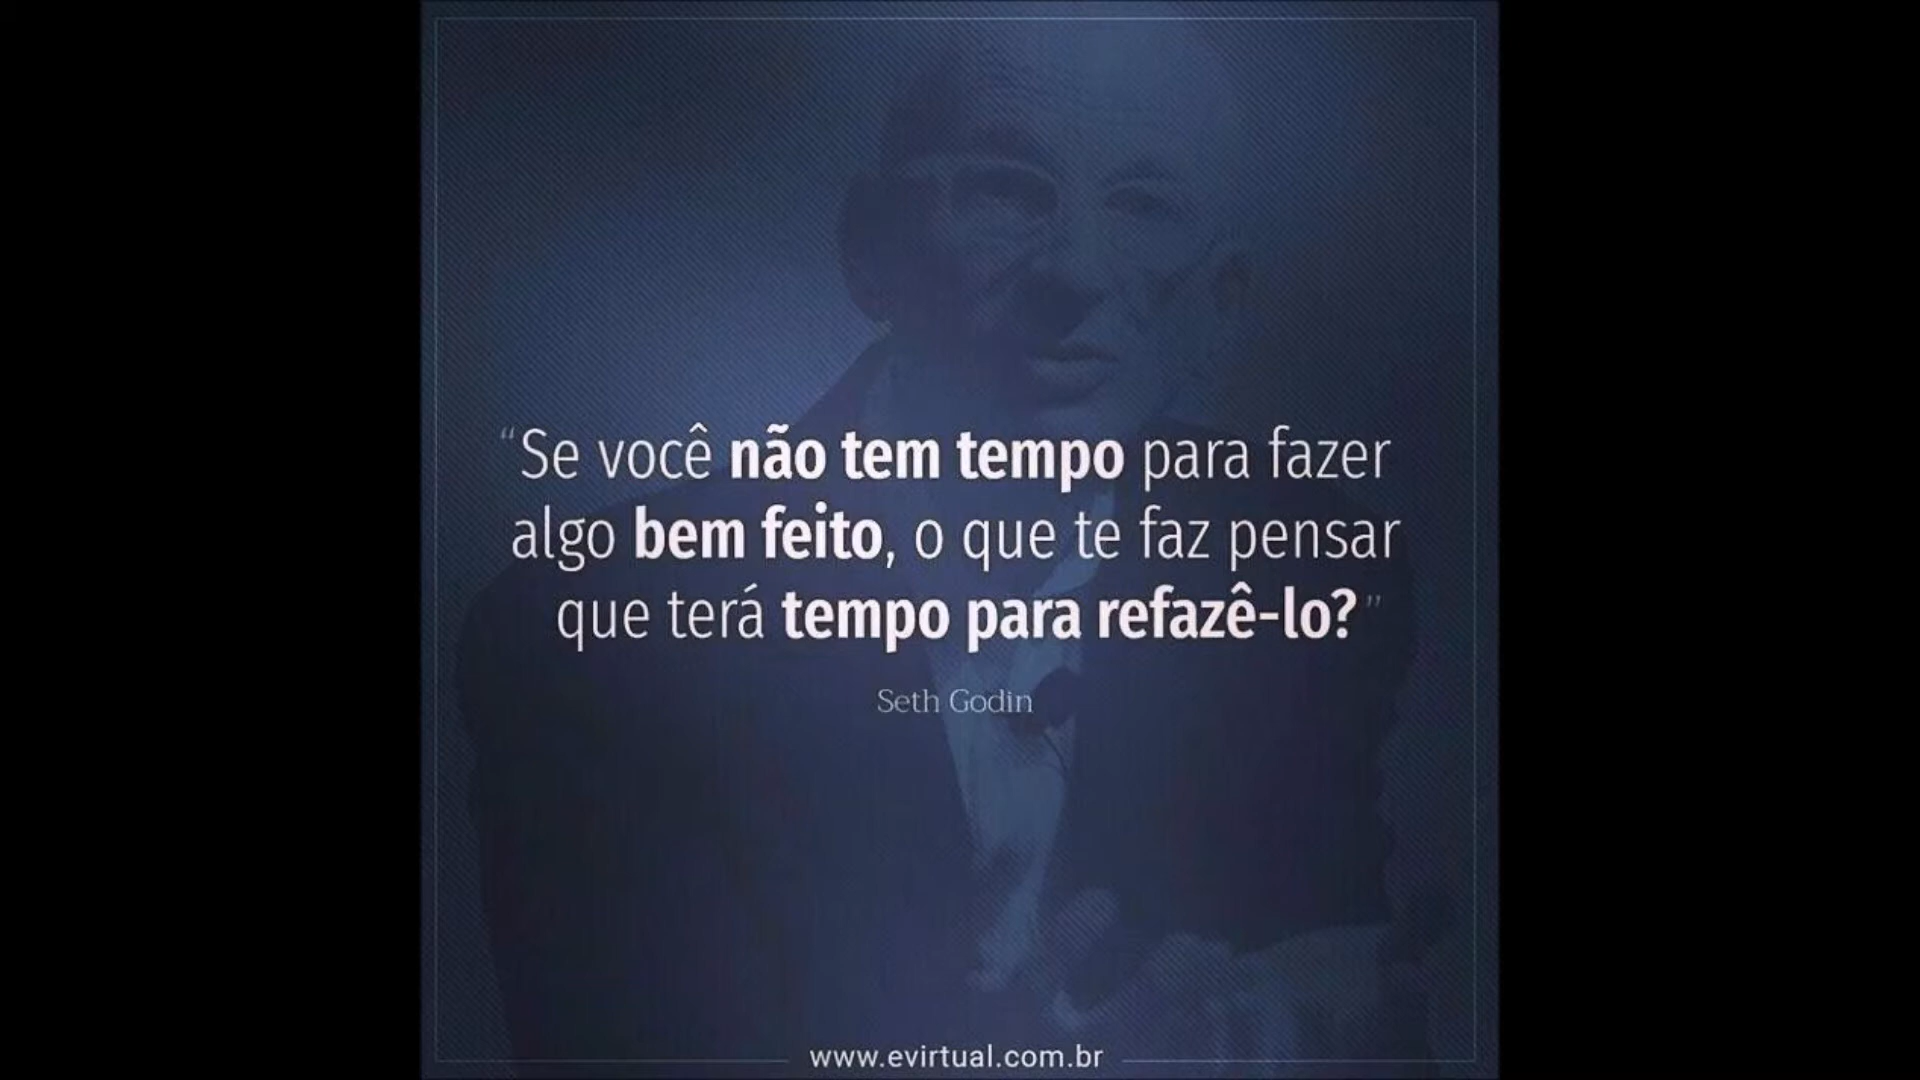 “Se você não tem tempo para fazer
algo bem feito, o que te faz pensar
que terá tempo para refazê-lo?”
Seth Godin
www.evirtual.com.br